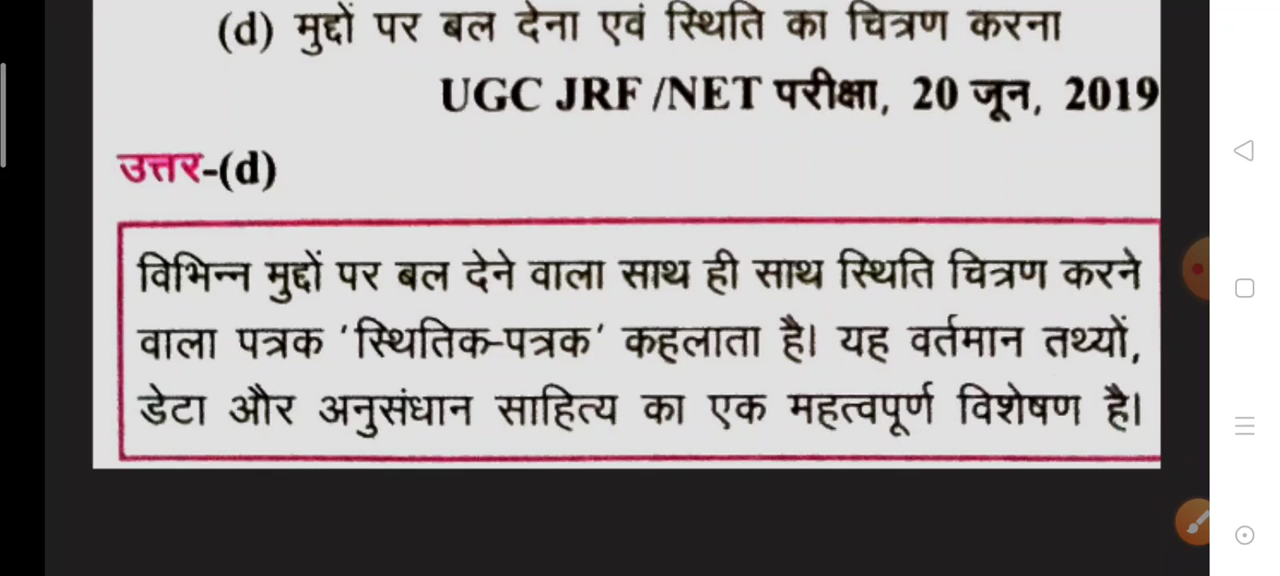 (d) मुद्दों पर बल देना एवं स्थिति का चित्रण करना
UGC JRF /NET परीक्षा, 20 जून, 2019
उत्तर-(d)
विभिन्न मुद्दों पर बल देने वाला साथ ही साथ स्थिति चित्रण करने
वाला पत्रक 'स्थितिक-पत्रक' कहलाता है। यह वर्तमान तथ्यों,
डेटा और अनुसंधान साहित्य का एक महत्वपूर्ण विशेषण है।